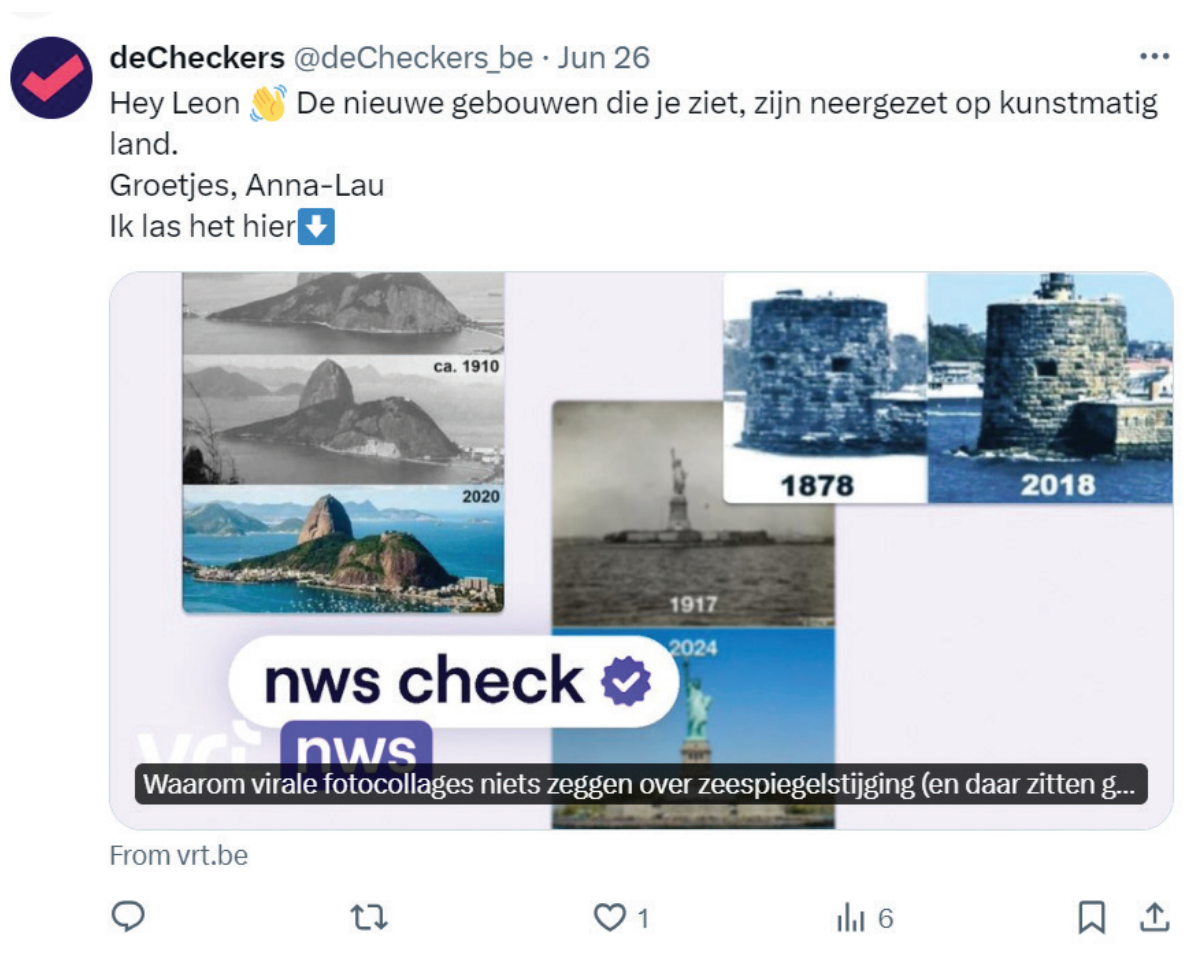 deCheckers @deCheckers_be · Jun 26
Hey Leon 👋 De nieuwe gebouwen die je ziet, zijn neergezet op kunstmatig
land.
Groetjes, Anna-Lau
Ik las het hier⬇️
ca. 1910
2020
1878
2018
1917
2024
nws check
vrt nws
Waarom virale fotocollages niets zeggen over zeespiegelstijging (en daar zitten g...
From vrt.be
1
6